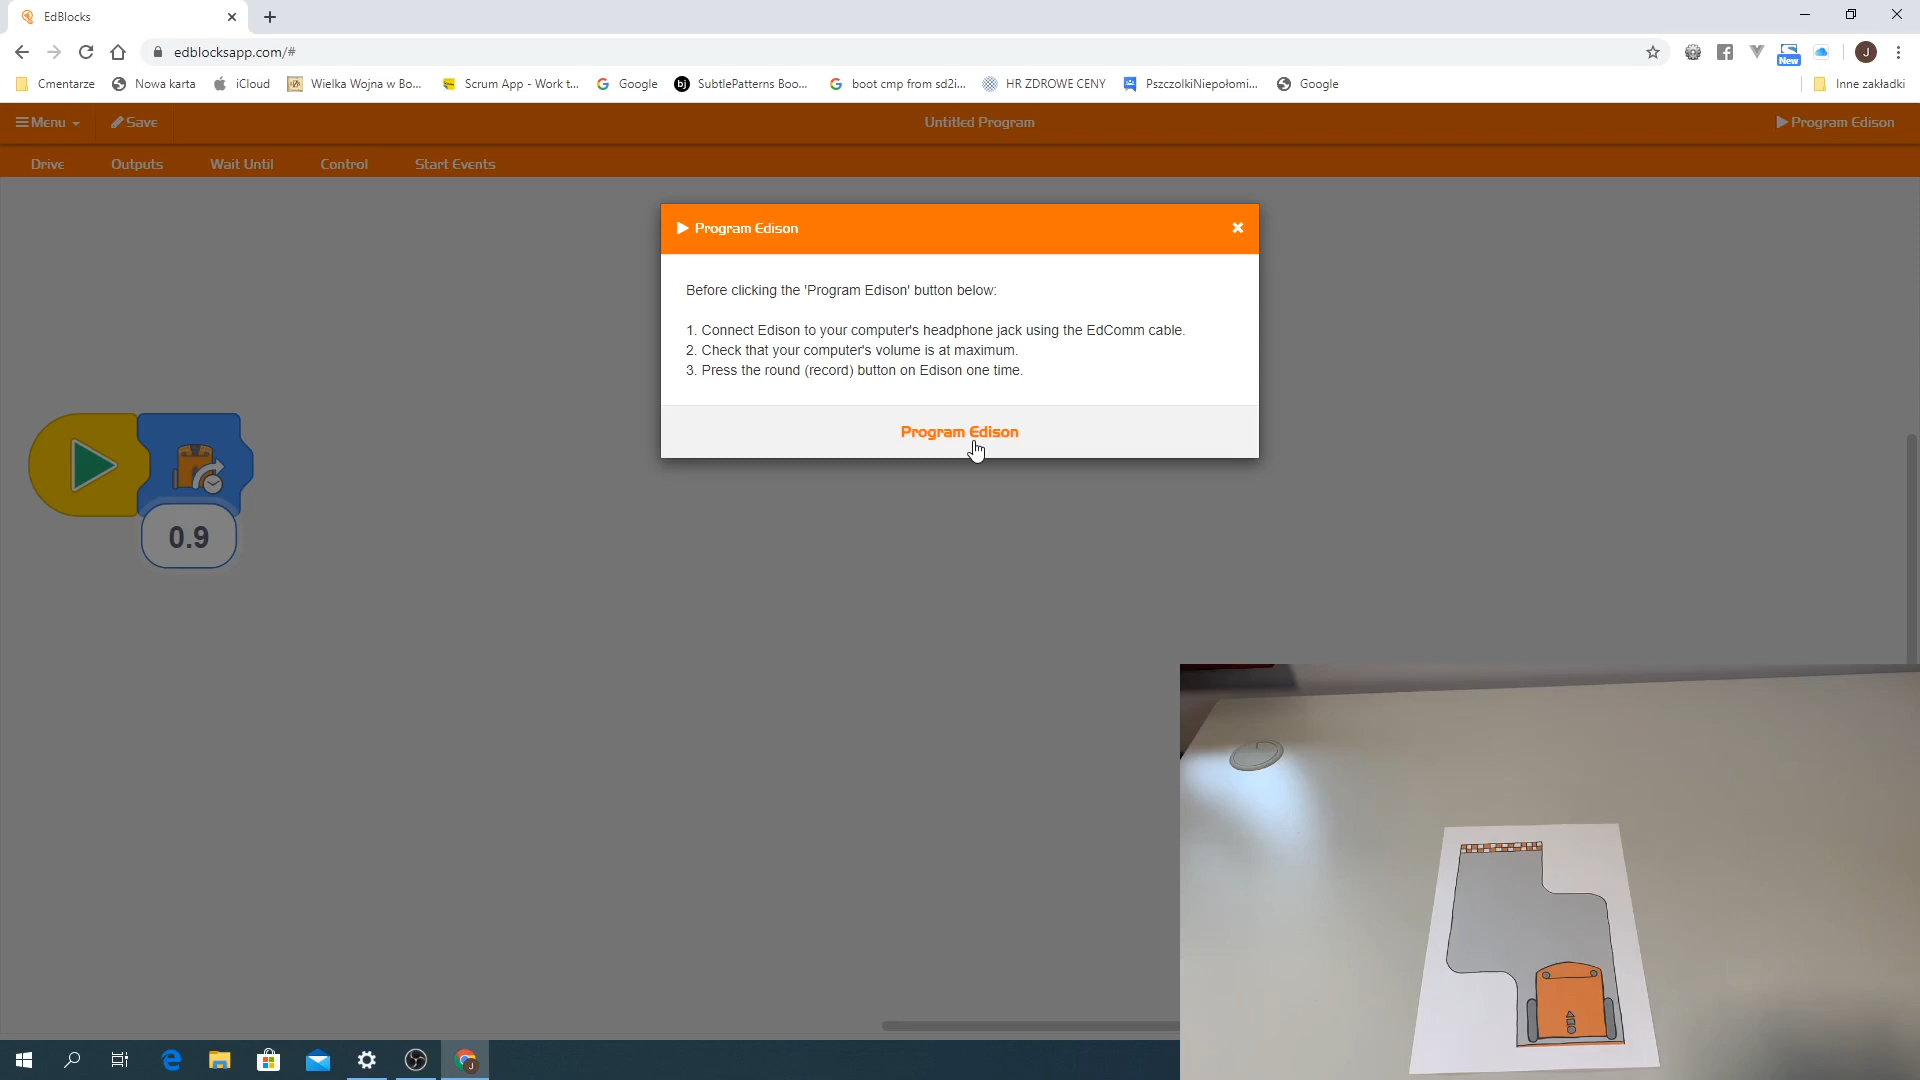 EdBlocks
edblocksapp.com/#
J
New
Cmentarze
Nowa karta
iCloud
Wielka Wojna w Bo...
Scrum App - Work t...
Google
bj
SubtlePatterns Boo...
boot cmp from sd2i...
HR ZDROWE CENY
PszczolkiNiepołomi...
Google
Inne zakładki
Menu
Save
Untitled Program
Program Edison
Drive
Outputs
Wait Until
Control
Start Events
Program Edison
Before clicking the 'Program Edison' button below:
1. Connect Edison to your computer's headphone jack using the EdComm cable.
2. Check that your computer's volume is at maximum.
3. Press the round (record) button on Edison one time.
Program Edison
0.9
J